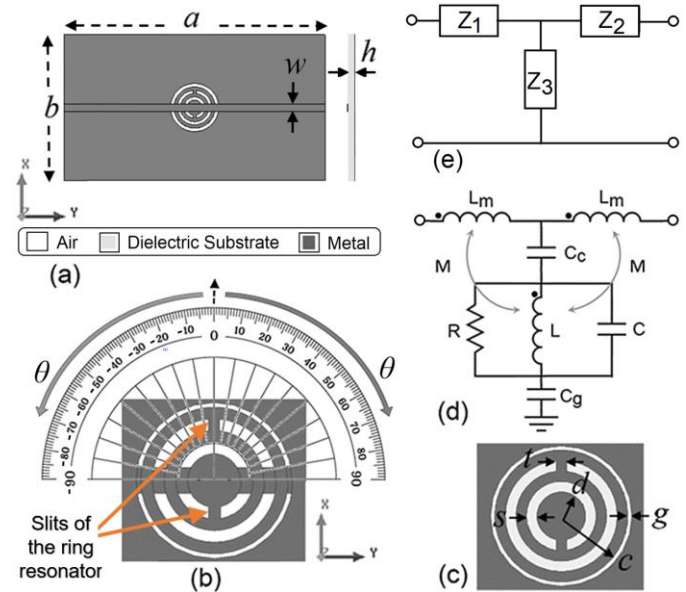 a
h
w
b
X
Z
Y
Air Dielectric Substrate Metal
(a)
Z1 Z2
Z3
(e)
Lm Lm
M Cc M
R L C
Cg
(d)
θ θ
-90 -80 -70 -60 -50 -40 -30 -20 -10 0 10 20 30 40 50 60 70 80 90
Slits of
the ring
resonator
X
Y
(b)
t
d
s g
c
(c)